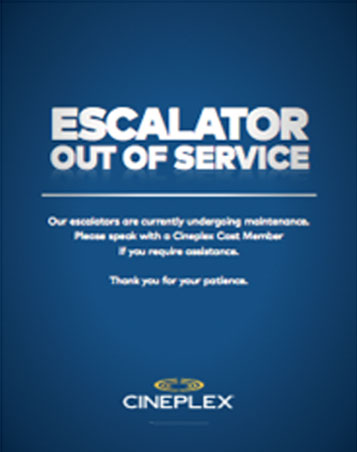 ESCALATOR
OUT OF SERVICE
Our escalators are currently undergoing maintenance.
Please speak with a Cineplex Cast Member
if you require assistance.
Thank you for your patience.
CINEPLEX